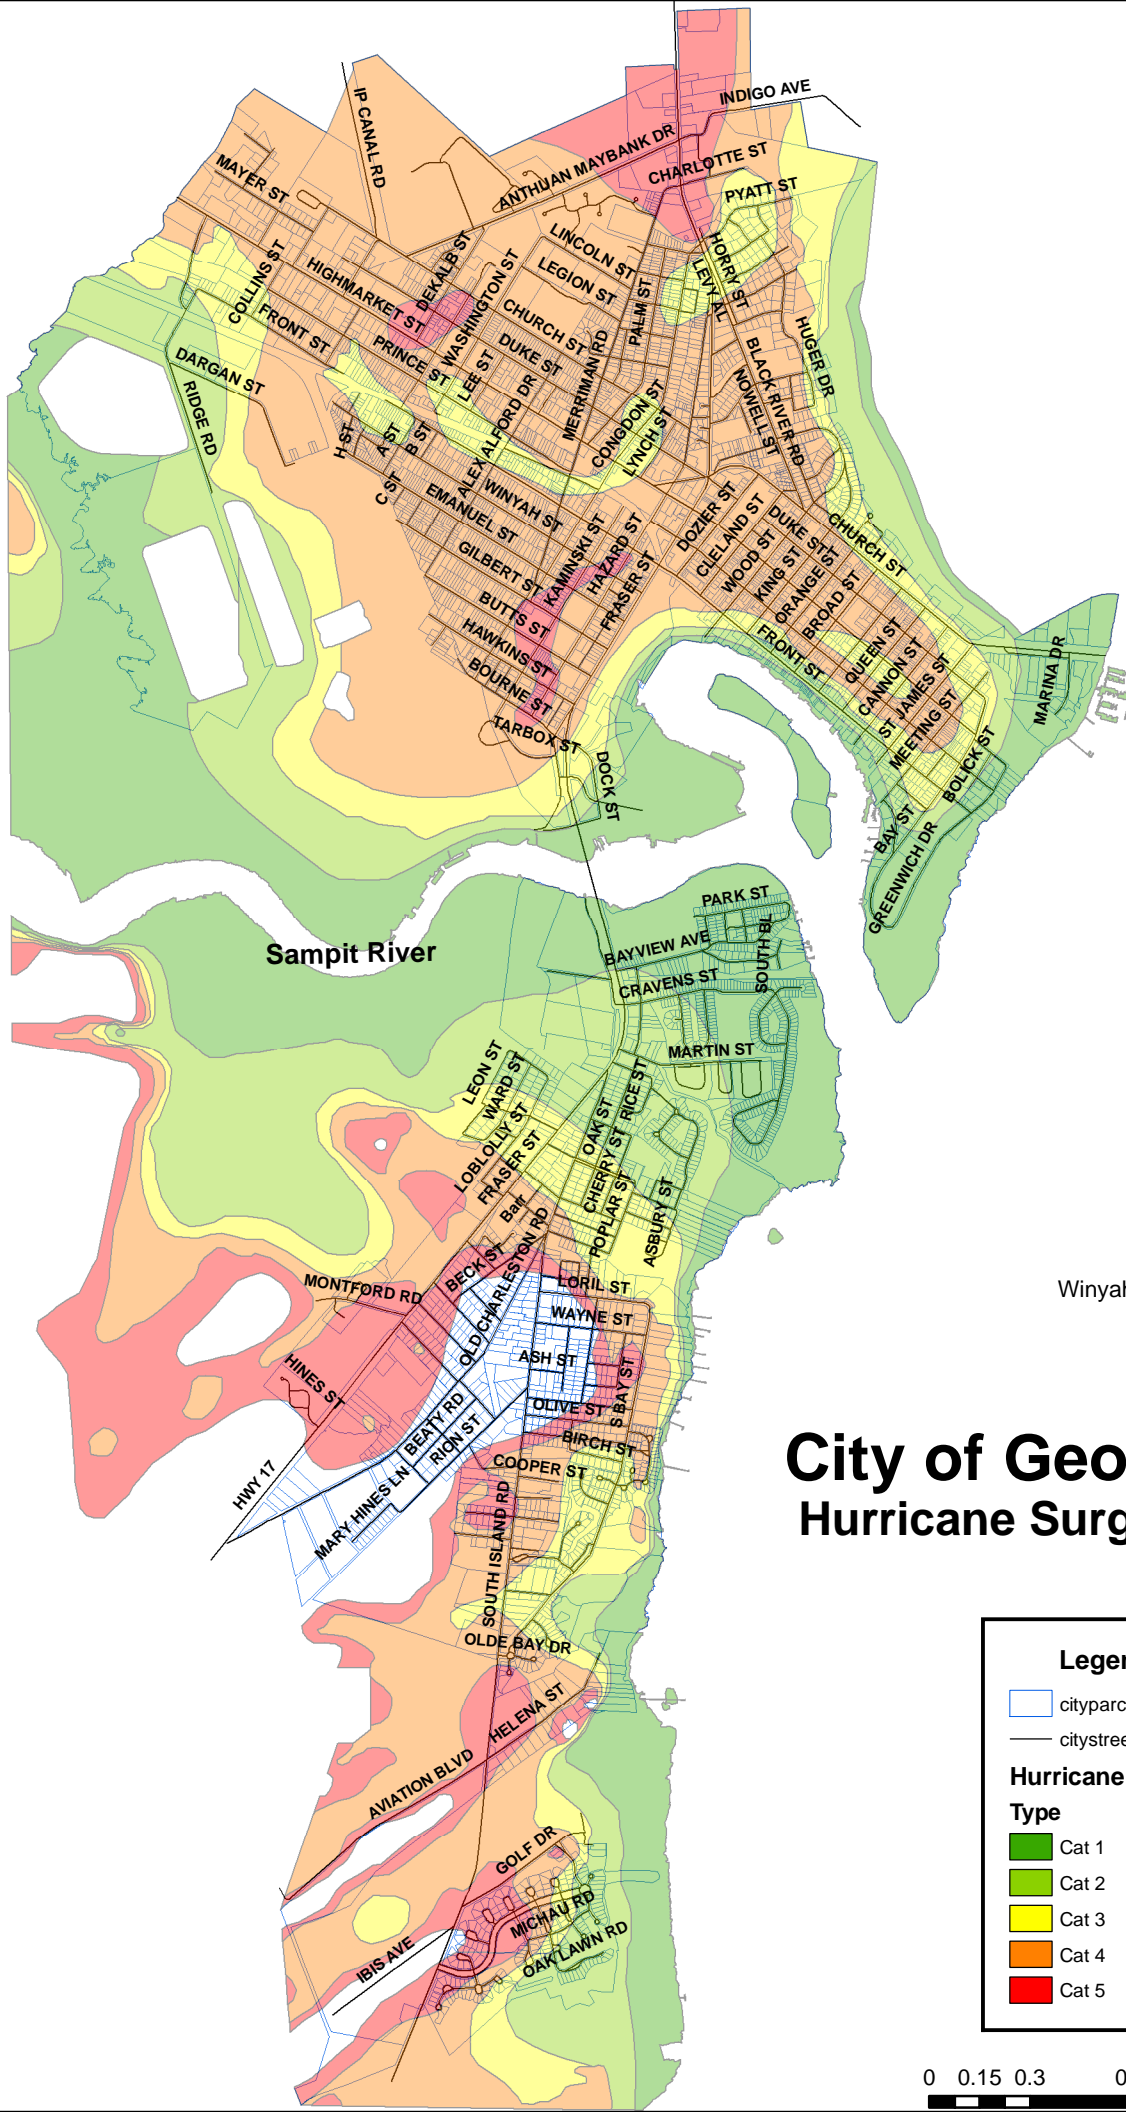 INDIGO AVE
IP CANAL RD
ANTHUAN MAYBANK DR
CHARLOTTE ST
MAYER ST
PYATT ST
LINCOLN ST
HORRY ST
DEKALB ST
COLLINS ST
LEGION ST
LEVY AL
WASHINGTON ST
HIGHMARKET ST
PALM ST
FRONT ST
CHURCH ST
HUGER DR
PRINCE ST
DUKE ST
MERRIMAN RD
BLACK RIVER RD
DARGAN ST
LEE ST
NOWELL ST
RIDGE RD
ALEX ALFORD DR
CONGDON ST
LYNCH ST
H ST
A ST
B ST
C ST
WINYAH ST
EMANUEL ST
DOZIER ST
CLELAND ST
DUKE ST
CHURCH ST
WOOD ST
KAMINSKI ST
HAZARD ST
GILBERT ST
KING ST
ORANGE ST
FRASER ST
BROAD ST
BUTTS ST
HAWKINS ST
FRONT ST
QUEEN ST
CANNON ST
MARINA DR
BOURNE ST
ST JAMES ST
MEETING ST
TARBOX ST
BOLICK ST
DOCK ST
BAY ST
GREENWICH DR
PARK ST
Sampit River
BAYVIEW AVE
SOUTH BL
CRAVENS ST
MARTIN ST
LEON ST
WARD ST
RICE ST
OAK ST
LOBLOLLY ST
FRASER ST
CHERRY ST
Barr
POPLAR ST
ASBURY ST
BECK ST
OLD CHARLESTON RD
MONTFORD RD
LORIL ST
Winyah
WAYNE ST
HINES ST
ASH ST
S BAY ST
OLIVE ST
BEATY RD
RION ST
BIRCH ST
City of Geo
COOPER ST
HWY 17
Hurricane Surg
MARY HINES LN
SOUTH ISLAND RD
OLDE BAY DR
Leger
cityparc
HELENA ST
citystree
AVIATION BLVD
Hurricane
Type
Cat 1
GOLF DR
Cat 2
MICHAU RD
Cat 3
OAK LAWN RD
IBIS AVE
Cat 4
Cat 5
0 0.15 0.3 0